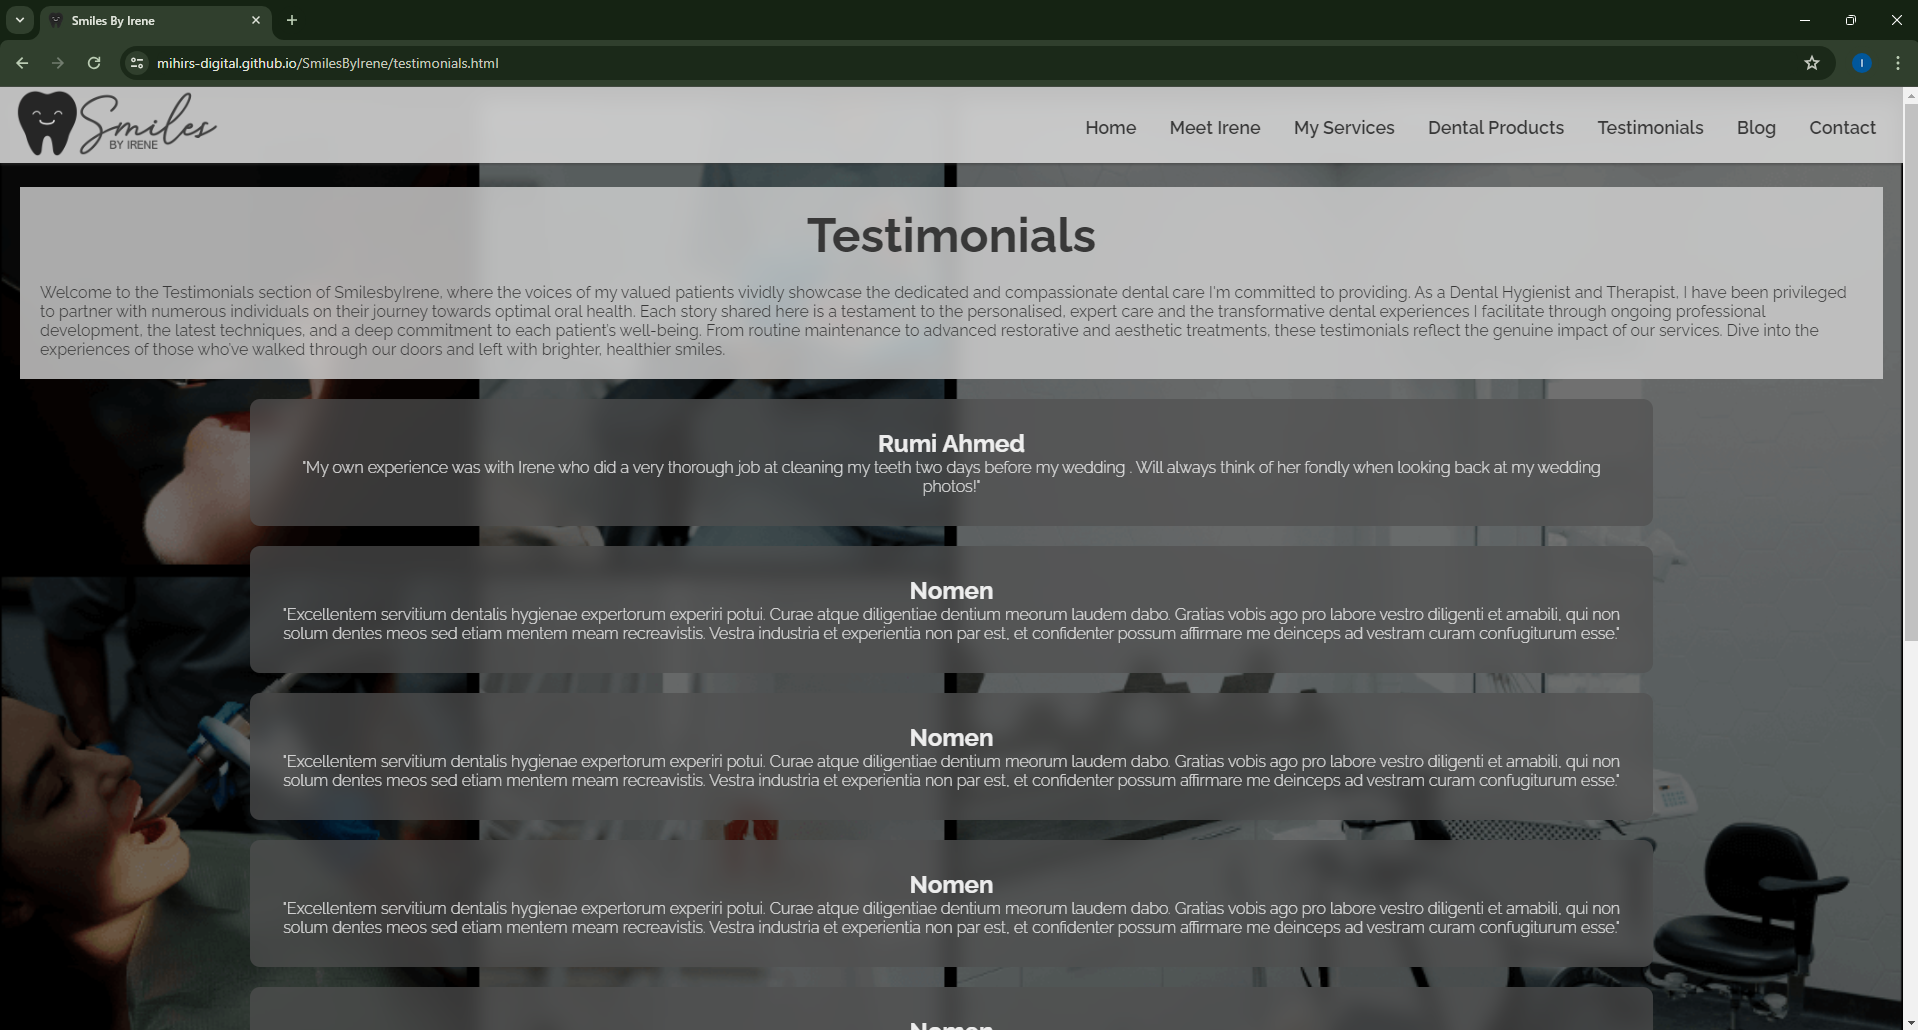 Smiles By Irene
mihirs-digital.github.io/SmilesByIrene/testimonials.html
I
Smiles
BY IRENE
Home Meet Irene My Services Dental Products Testimonials Blog Contact
Testimonials
Welcome to the Testimonials section of SmilesbyIrene, where the voices of my valued patients vividly showcase the dedicated and compassionate dental care I'm committed to providing. As a Dental Hygienist and Therapist, I have been privileged
to partner with numerous individuals on their journey towards optimal oral health. Each story shared here is a testament to the personalised, expert care and the transformative dental experiences I facilitate through ongoing professional
development, the latest techniques, and a deep commitment to each patient's well-being. From routine maintenance to advanced restorative and aesthetic treatments, these testimonials reflect the genuine impact of our services. Dive into the
experiences of those who've walked through our doors and left with brighter, healthier smiles.
Rumi Ahmed
"My own experience was with Irene who did a very thorough job at cleaning my teeth two days before my wedding . Will always think of her fondly when looking back at my wedding
photos!"
Nomen
"Excellentem servitium dentalis hygienae expertorum experiri potui. Curae atque diligentiae dentium meorum laudem dabo. Gratias vobis ago pro labore vestro diligenti et amabili, qui non
solum dentes meos sed etiam mentem meam recreavistis. Vestra industria et experientia non par est, et confidenter possum affirmare me deinceps ad vestram curam confugiturum esse."
Nomen
"Excellentem servitium dentalis hygienae expertorum experiri potui. Curae atque diligentiae dentium meorum laudem dabo. Gratias vobis ago pro labore vestro diligenti et amabili, qui non
solum dentes meos sed etiam mentem meam recreavistis. Vestra industria et experientia non par est, et confidenter possum affirmare me deinceps ad vestram curam confugiturum esse."
Nomen
"Excellentem servitium dentalis hygienae expertorum experiri potui. Curae atque diligentiae dentium meorum laudem dabo. Gratias vobis ago pro labore vestro diligenti et amabili, qui non
solum dentes meos sed etiam mentem meam recreavistis. Vestra industria et experientia non par est, et confidenter possum affirmare me deinceps ad vestram curam confugiturum esse."
Nomen